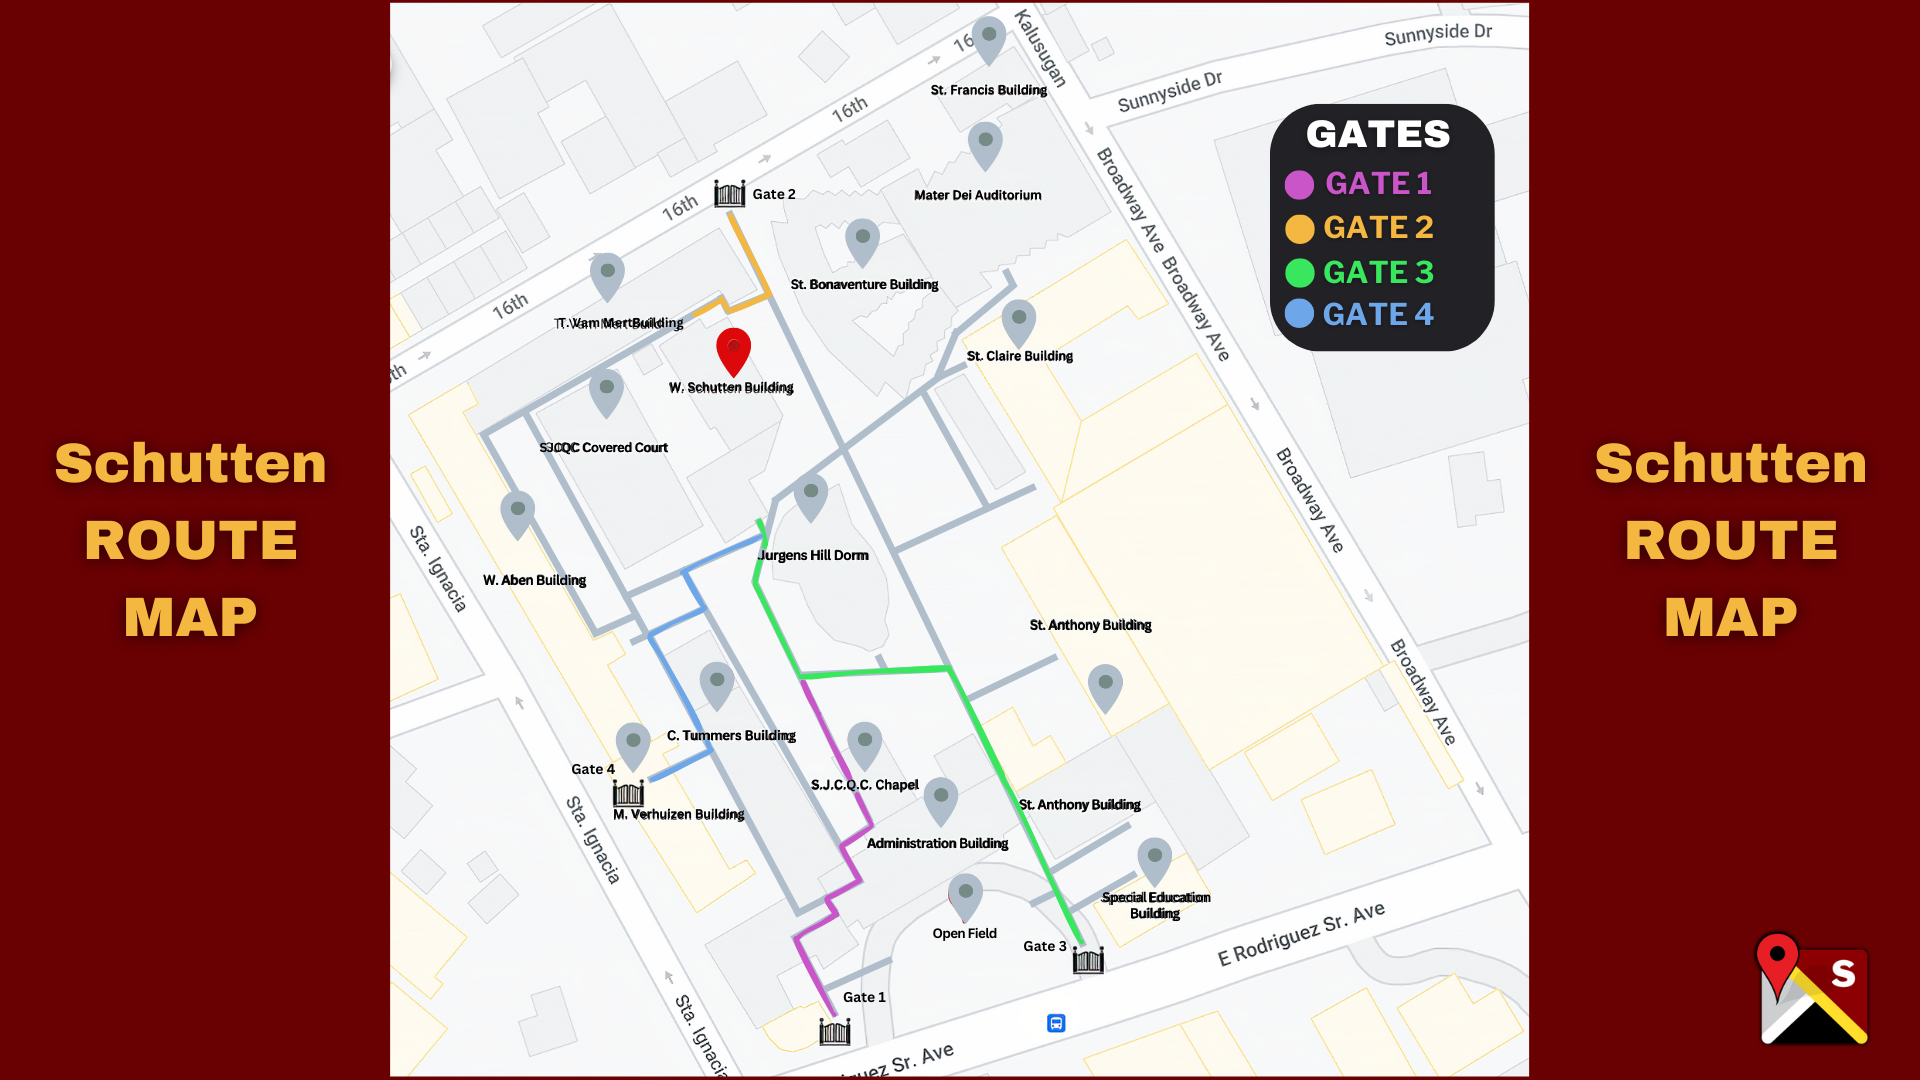 Schutten
ROUTE
MAP
Schutten
ROUTE
MAP
GATES
GATE 1
GATE 2
GATE 3
GATE 4
Kalusugan
Sunnyside Dr
Sunnyside Dr
St. Francis Building
16th
Mater Dei Auditorium
Broadway Ave
Gate 2
16th
St. Bonaventure Building
Broadway Ave
16th
T. Vam MertBuilding
St. Claire Building
W. Schutten Building
SJCQC Covered Court
Broadway Ave
Jurgens Hill Dorm
Sta. Ignacia
W. Aben Building
St. Anthony Building
Broadway Ave
C. Tummers Building
Gate 4
S.J.C.Q.C. Chapel
St. Anthony Building
M. Verhuizen Building
Sta. Ignacia
Administration Building
Special Education
Building
Open Field
Gate 3
E Rodriguez Sr. Ave
Gate 1
Sta. Ignacia
Sr. Ave
S